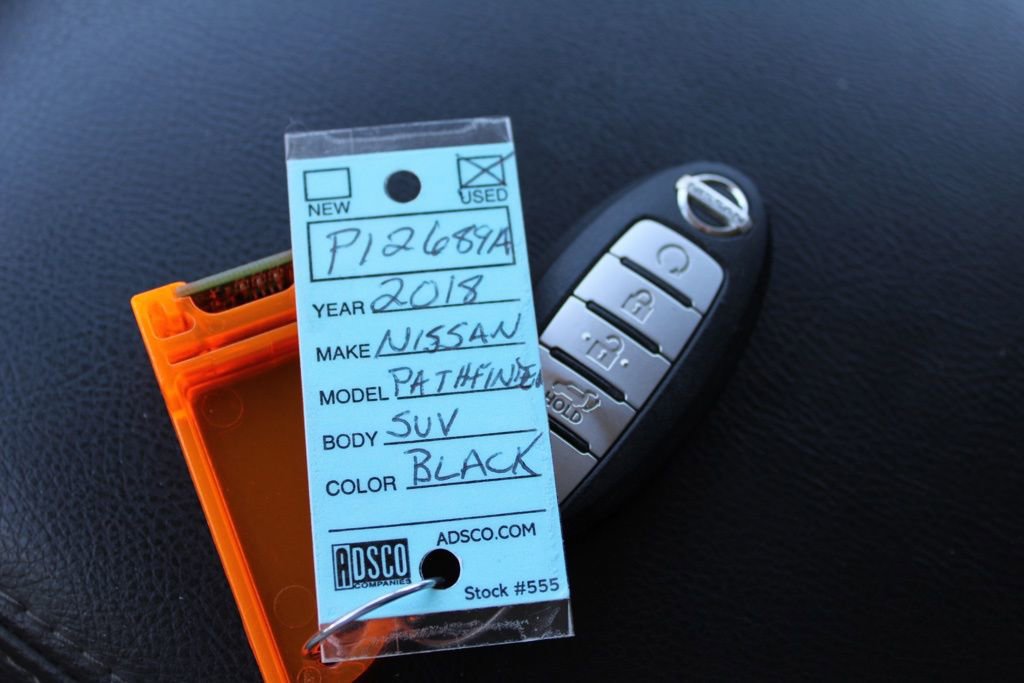 NEW USED
P12689A
YEAR 2018
MAKE NISSAN
MODEL PATHFINDER
BODY SUV
COLOR BLACK
ADSCO.COM
ADSCO
COMPANIES
Stock #555
NISSAN
HOLD